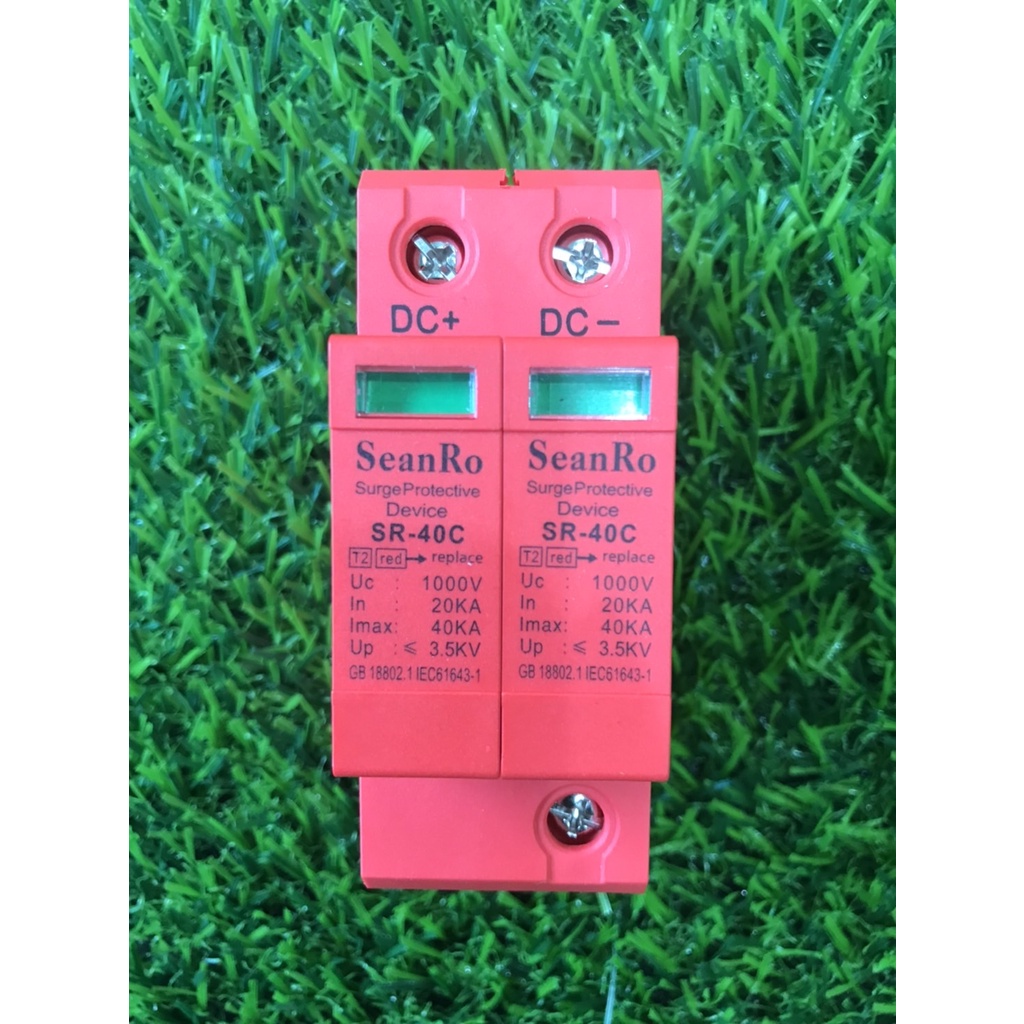 DC+ DC−
SeanRo
Surge Protective
Device
SR-40C
T2 red→ replace
Uc : 1000V
In : 20KA
Imax: 40KA
Up :≤ 3.5KV
GB 18802.1 IEC61643-1
SeanRo
Surge Protective
Device
SR-40C
T2 red→ replace
Uc : 1000V
In : 20KA
Imax: 40KA
Up :≤ 3.5KV
GB 18802.1 IEC61643-1